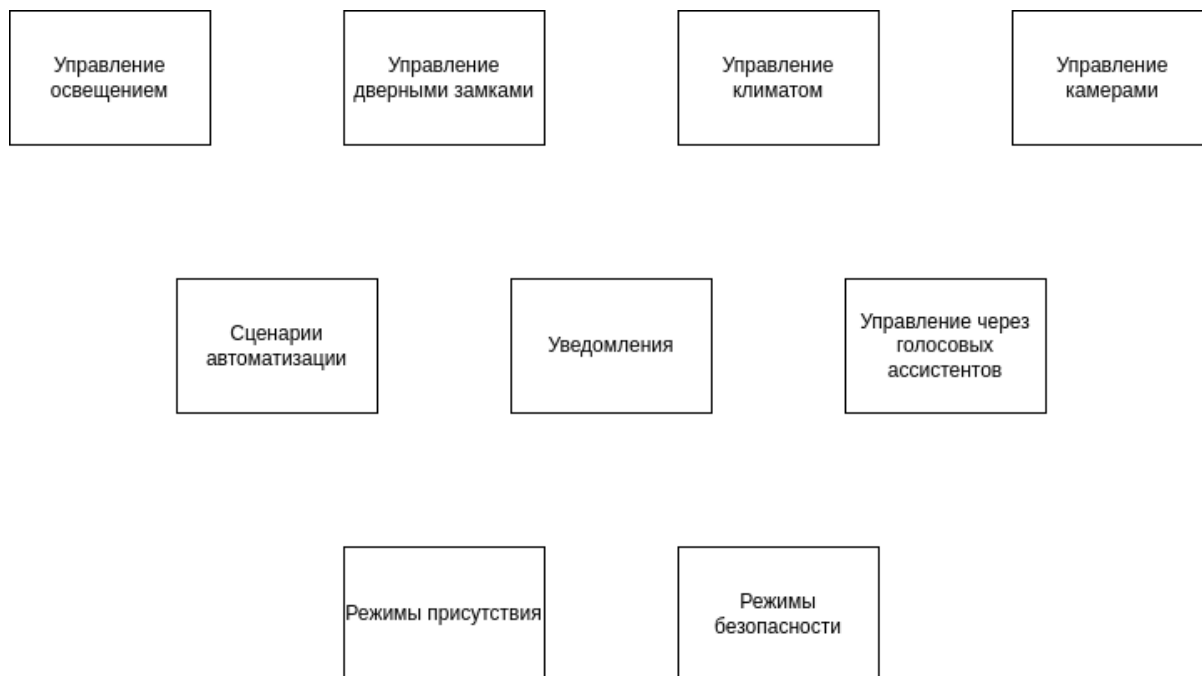 Управление
освещением
Управление
дверными замками
Управление
климатом
Управление
камерами
Сценарии
автоматизации
Уведомления
Управление через
голосовых
ассистентов
Режимы присутствия
Режимы
безопасности